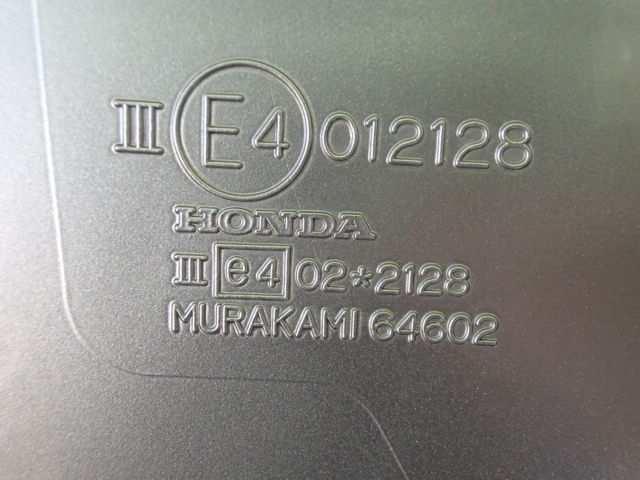 III E4 012128
HONDA
III e4 02*2128
MURAKAMI 64602